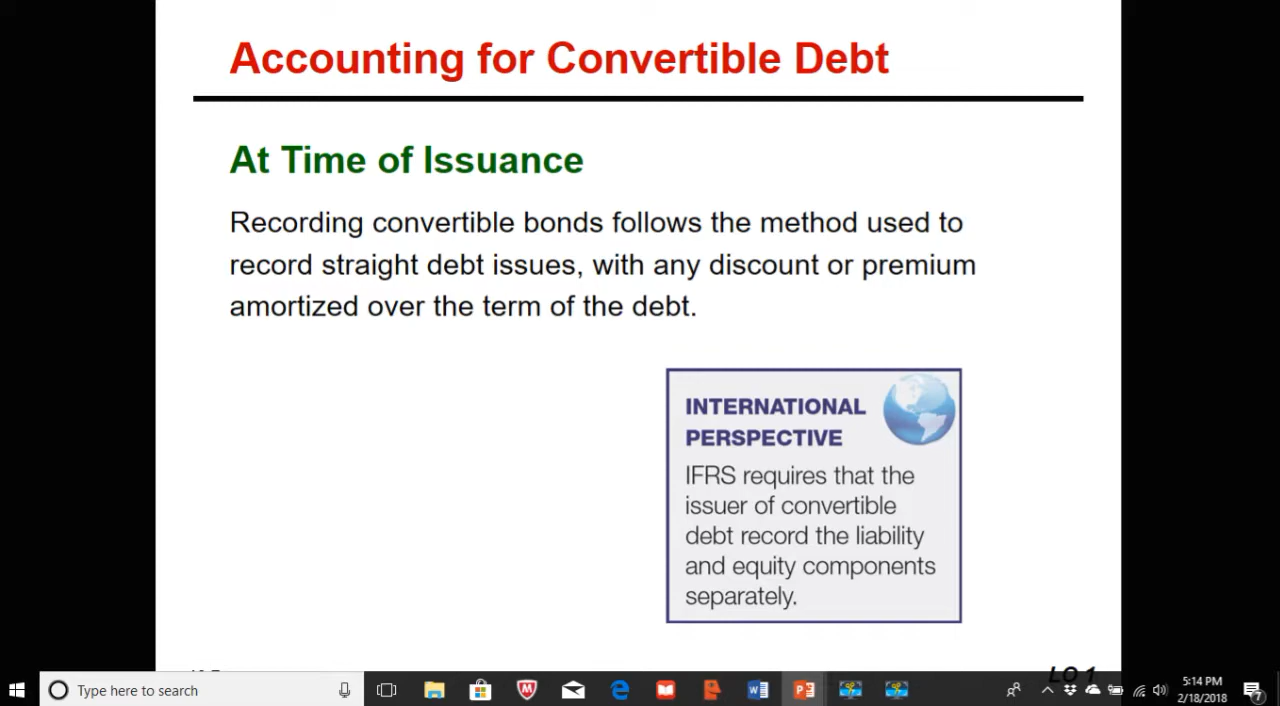 Accounting for Convertible Debt
At Time of Issuance
Recording convertible bonds follows the method used to
record straight debt issues, with any discount or premium
amortized over the term of the debt.
INTERNATIONAL
PERSPECTIVE
IFRS requires that the
issuer of convertible
debt record the liability
and equity components
separately.
LO 1
Type here to search
5:14 PM
2/18/2018
7